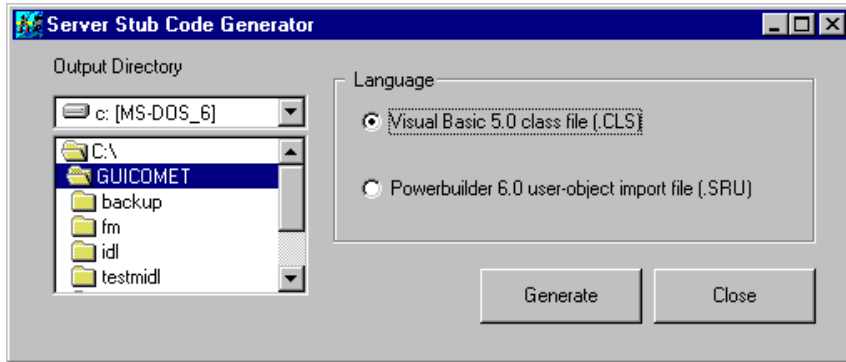 Server Stub Code Generator
Output Directory
c: [MS-DOS_6]
C:\
GUICOMET
backup
fm
idl
testmidl
Language
Visual Basic 5.0 class file (.CLS)
Powerbuilder 6.0 user-object import file (.SRU)
Generate
Close